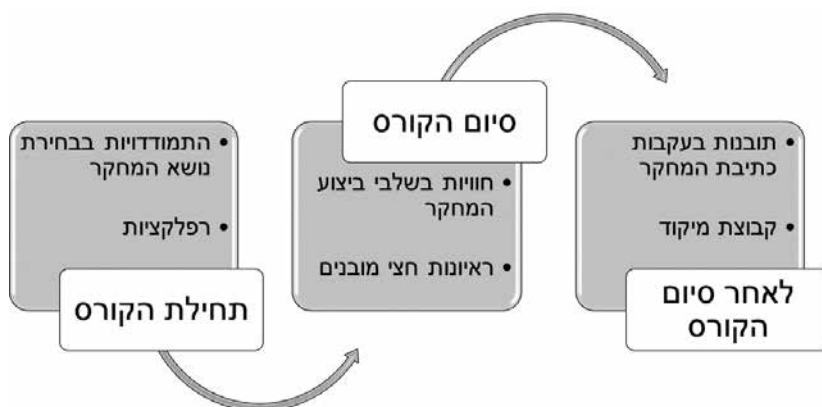 • התמודדויות בבחירת
נושא המחקר
• רפלקציות
תחילת הקורס
סיום הקורס
• חוויות בשלבי ביצוע
המחקר
• ראיונות חצי מובנים
• תובנות בעקבות
כתיבת המחקר
• קבוצת מיקוד
לאחר סיום
הקורס